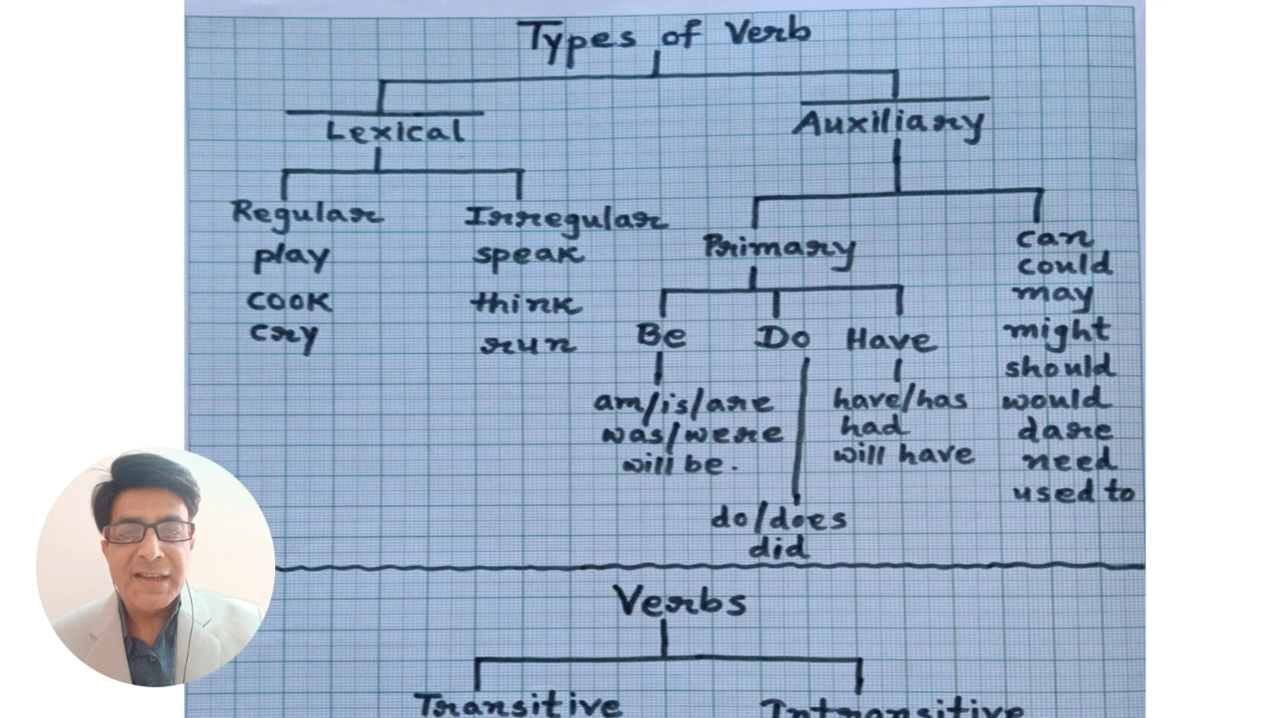 Types of Verb
Lexical
Auxiliary
Regular
play
cook
cry
Irregular
speak
think
run
Primary
Be
am/is/are
was/were
will be.
Do
do/does
did
Have
have/has
had
will have
can
could
may
might
should
would
dare
need
used to
Verbs
Transitive
Intransitive